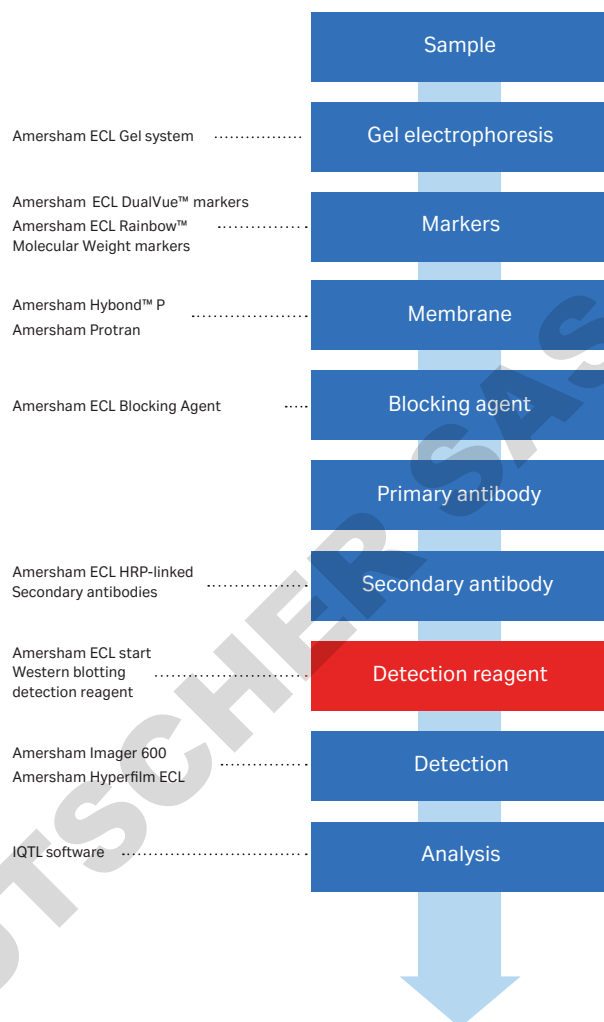 Sample
Amersham ECL Gel system
Gel electrophoresis
Amersham ECL DualVue™ markers
Amersham ECL Rainbow™
Molecular Weight markers
Markers
Amersham Hybond™ P
Amersham Protran
Membrane
Amersham ECL Blocking Agent
Blocking agent
Primary antibody
Amersham ECL HRP-linked
Secondary antibodies
Secondary antibody
Amersham ECL start
Western blotting
detection reagent
Detection reagent
Amersham Imager 600
Amersham Hyperfilm ECL
Detection
IQTL software
Analysis
UTSCHER SAS